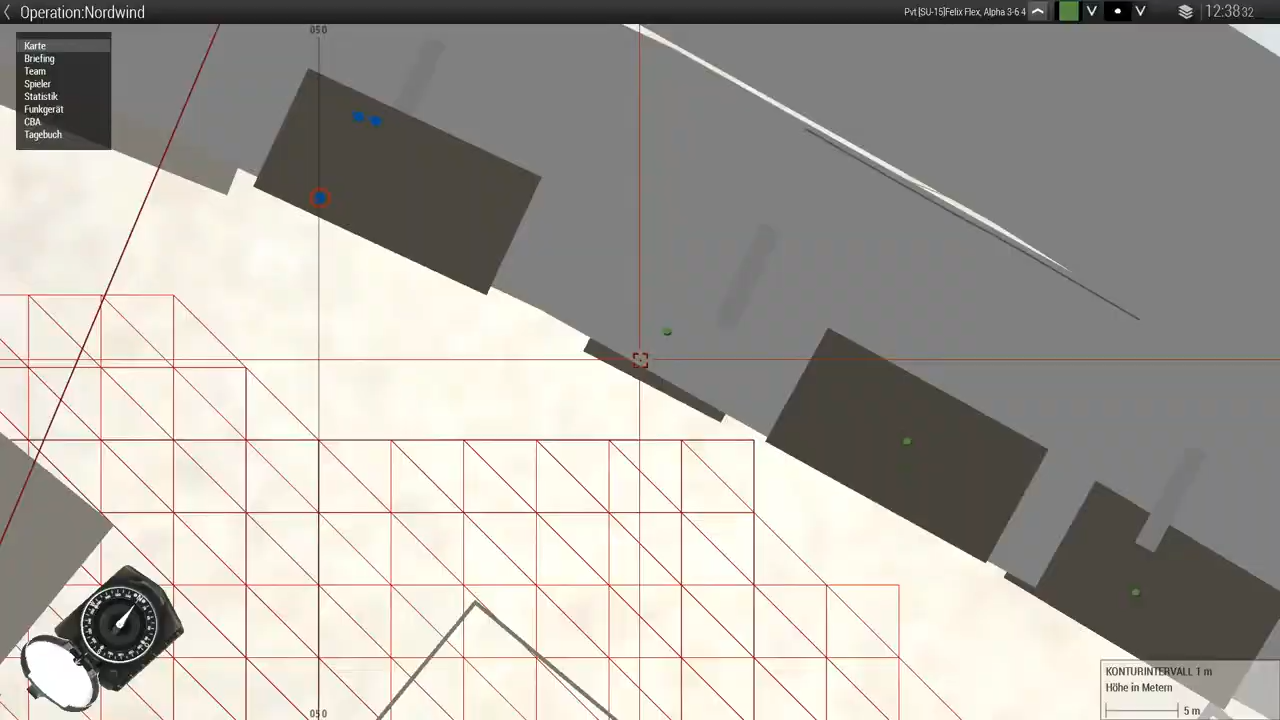 Operation:Nordwind
Pvt [SU-15]Felix Flex, Alpha 3-6.4
12:38 32
050
Karte
Briefing
Team
Spieler
Statistik
Funkgerät
CBA
Tagebuch
KONTURINTERVALL 1 m
Höhe in Metern
5 m
050